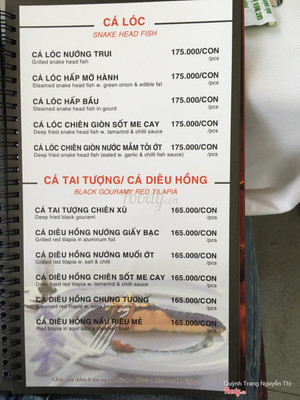 CÁ LÓC
SNAKE HEAD FISH
CÁ LÓC NƯỚNG TRUI 175.000/CON
Grilled snake head fish /pcs
CÁ LÓC HẤP MỠ HÀNH 175.000/CON
Steamed snake head fish w. green onion & edible fat /pcs
CÁ LÓC HẤP BẦU 175.000/CON
Steamed snake head fish in gourd /pcs
CÁ LÓC CHIÊN GIÒN SỐT ME CAY 175.000/CON
Deep fried snake head fish w. tamarind & chilli sauce /pcs
CÁ LÓC CHIÊN GIÒN NƯỚC MẮM TỎI ỚT 175.000/CON
Deep fried snake head fish (eated w. garlic & chilli fish sauce) /pcs
CÁ TAI TƯỢNG/ CÁ DIÊU HỒNG
BLACK GOURAMI/ RED TILAPIA
foody.vn
CÁ TAI TƯỢNG CHIÊN XÙ 165.000/CON
Deep fried black gourami /pcs
CÁ DIÊU HỒNG NƯỚNG GIẤY BẠC 165.000/CON
Grilled red tilapia in aluminum foil /pcs
CÁ DIÊU HỒNG NƯỚNG MUỐI ỚT 165.000/CON
Grilled red tilapia w. salt & chilli /pcs
CÁ DIÊU HỒNG CHIÊN SỐT ME CAY 165.000/CON
Deep fried red tilapia w. tamarind & chilli sauce /pcs
CÁ DIÊU HỒNG CHƯNG TƯƠNG 165.000/CON
Steamed red tilapia w. soya bean sauce /pcs
CÁ DIÊU HỒNG NẤU RIÊU MẺ 165.000/CON
Red tilapia in sour sauce steamed boat /pcs
Quỳnh Trang Nguyễn Thị
Foody.vn